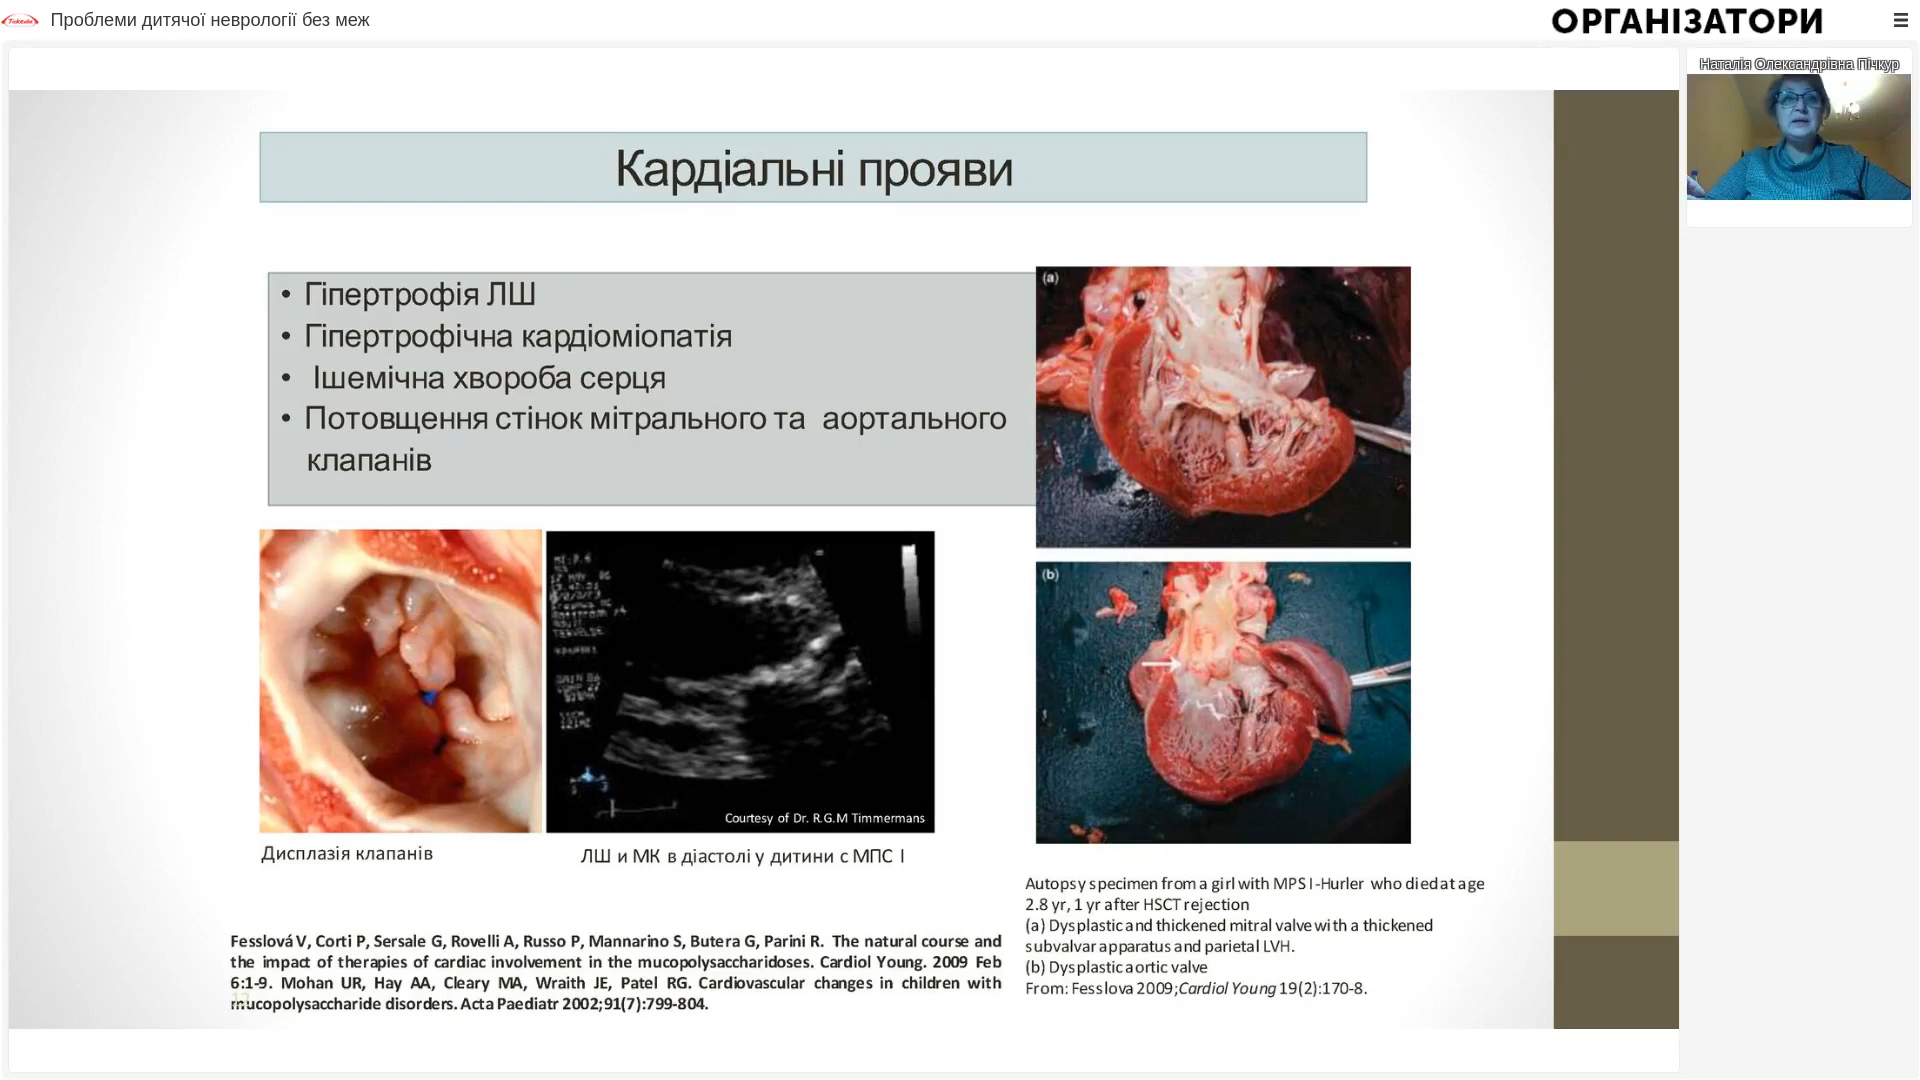 Takeda
Проблеми дитячої неврології без меж
ОРГАНІЗАТОРИ
Наталія Олександрівна Пічкур
Кардіальні прояви
• Гіпертрофія ЛШ
• Гіпертрофічна кардіоміопатія
• Ішемічна хвороба серця
• Потовщення стінок мітрального та аортального
клапанів
(a)
(b)
Courtesy of Dr. R.G.M Timmermans
Дисплазія клапанів
ЛШ и МК в діастолі у дитини с МПС I
Autopsy specimen from a girl with MPS I-Hurler who died at age
2.8 yr, 1 yr after HSCT rejection
(a) Dysplastic and thickened mitral valve with a thickened
subvalvar apparatus and parietal LVH.
(b) Dysplastic aortic valve
From: Fesslova 2009;Cardiol Young 19(2):170-8.
Fesslová V, Corti P, Sersale G, Rovelli A, Russo P, Mannarino S, Butera G, Parini R. The natural course and
the impact of therapies of cardiac involvement in the mucopolysaccharidoses. Cardiol Young. 2009 Feb
6:1-9. Mohan UR, Hay AA, Cleary MA, Wraith JE, Patel RG. Cardiovascular changes in children with
mucopolysaccharide disorders. Acta Paediatr 2002;91(7):799-804.